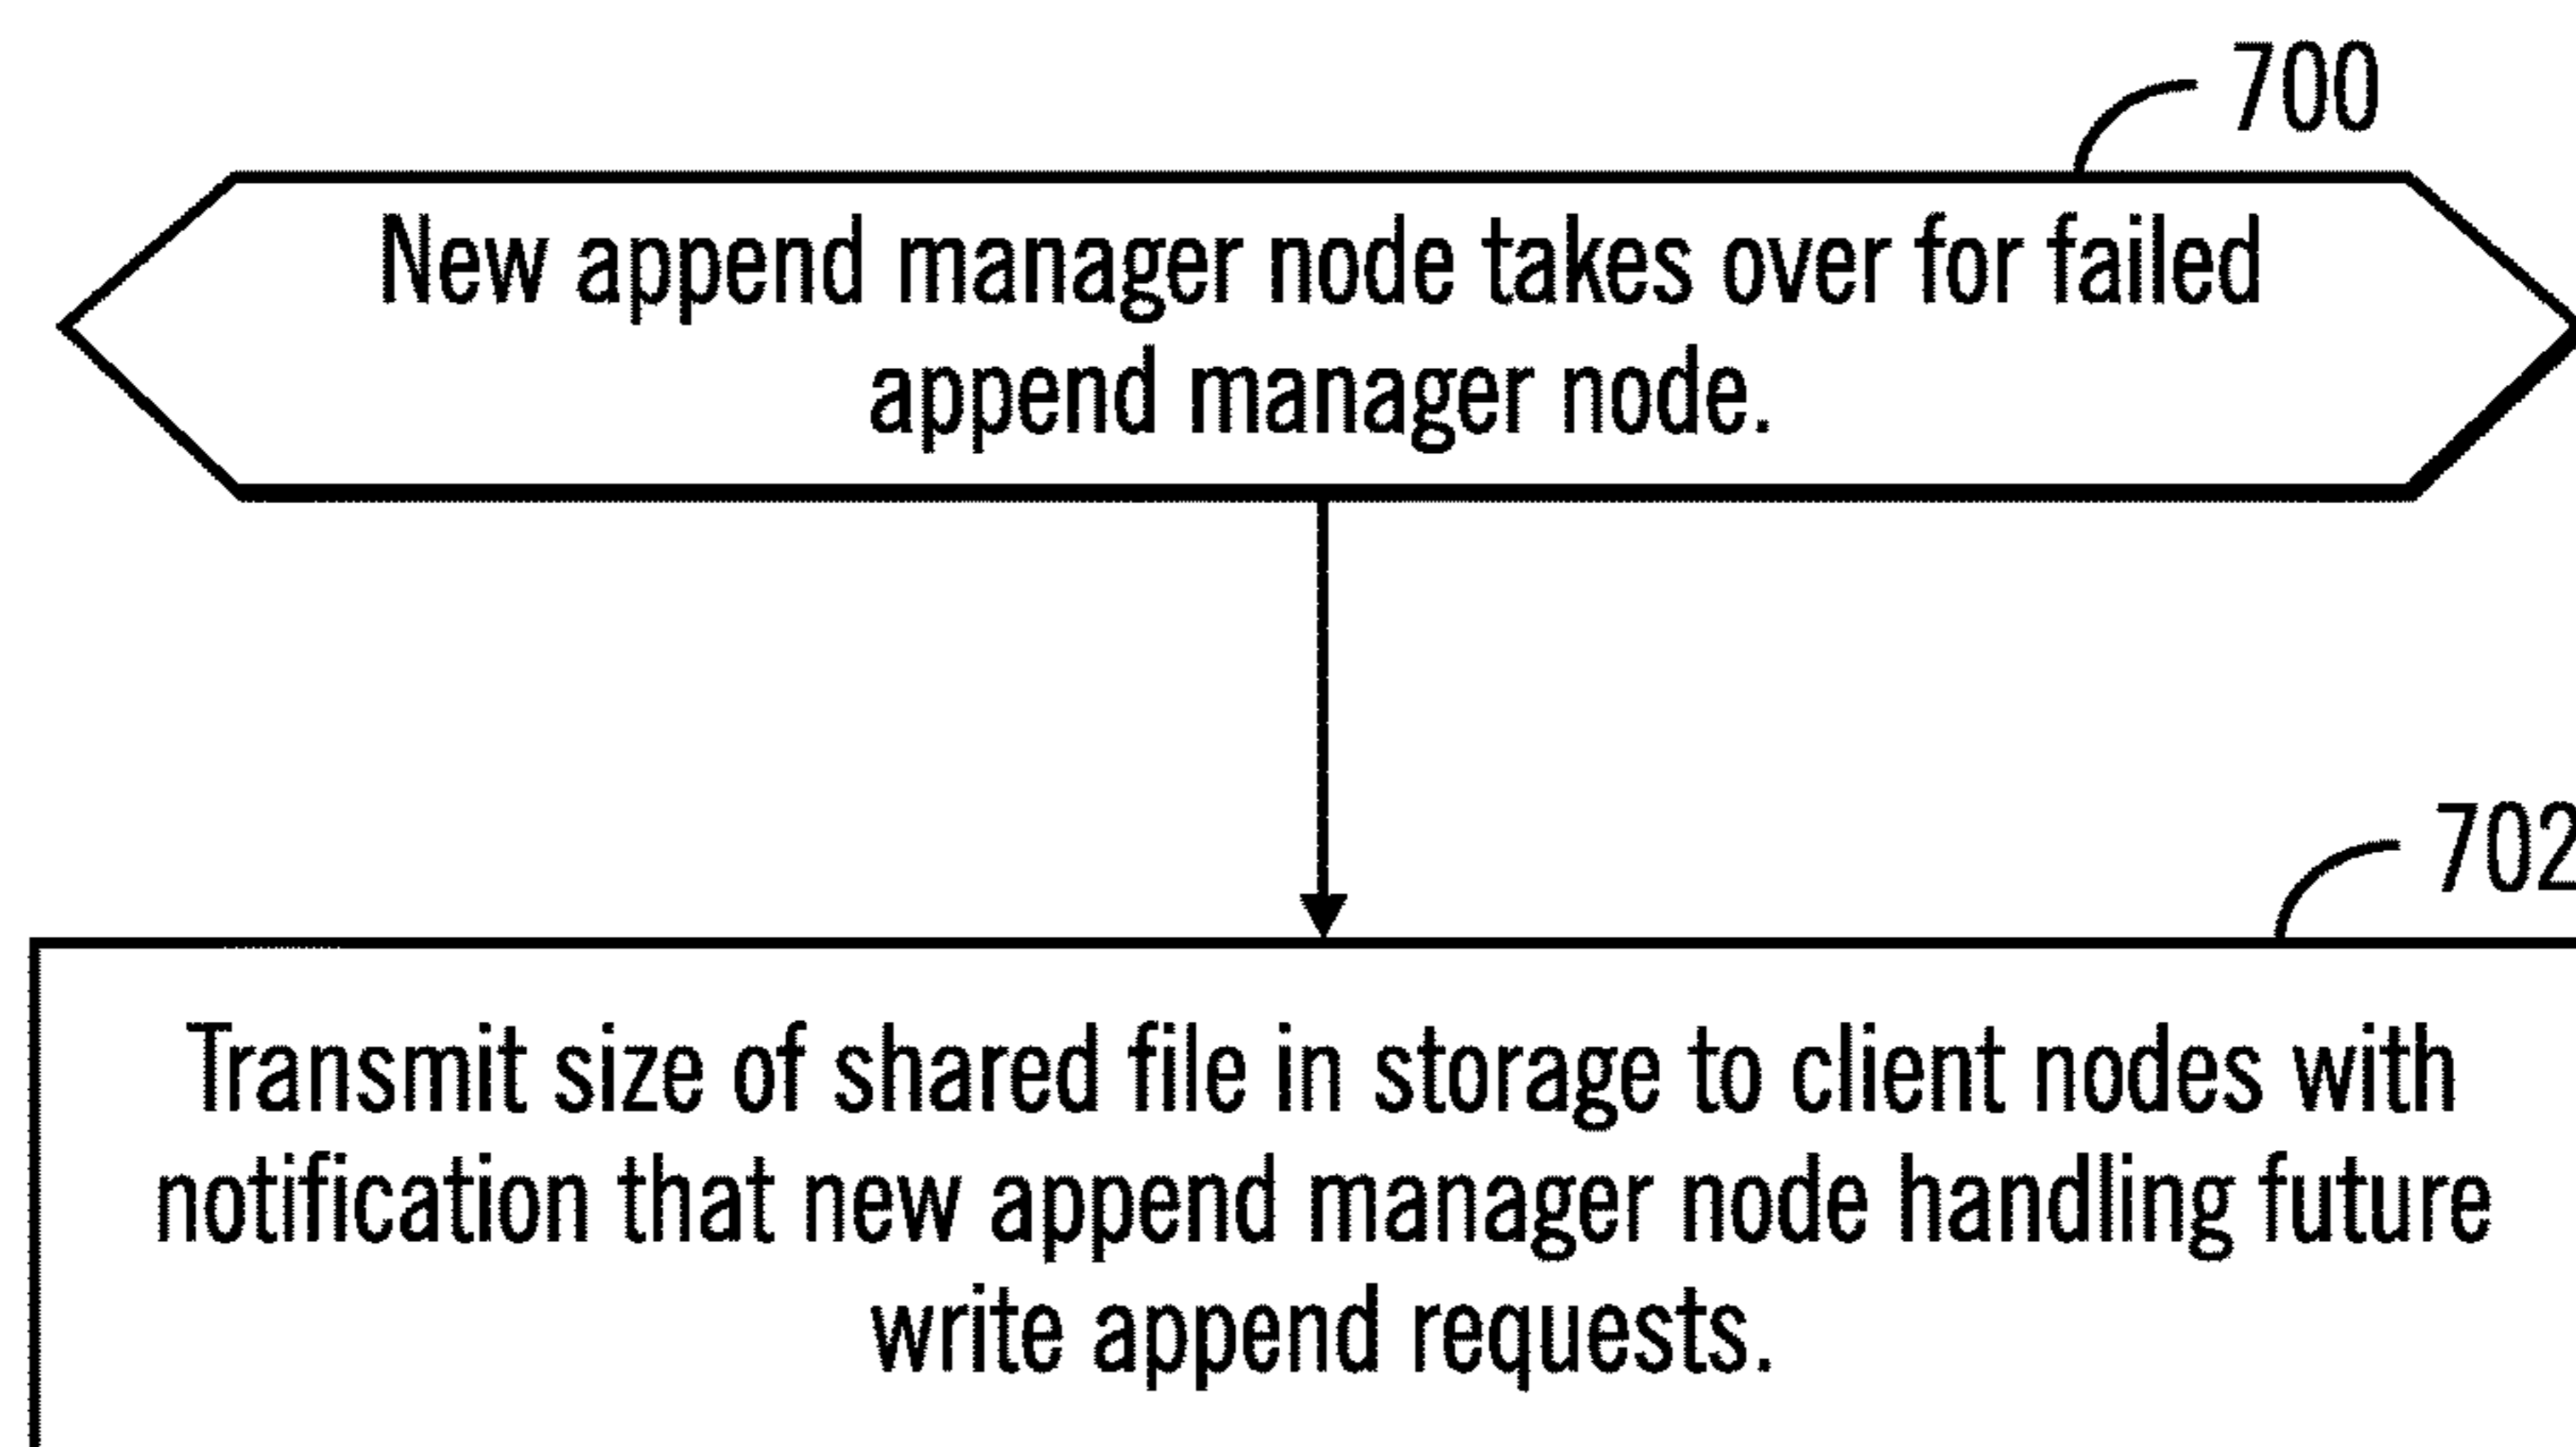 700
New append manager node takes over for failed
append manager node.
702
Transmit size of shared file in storage to client nodes with
notification that new append manager node handling future
write append requests.